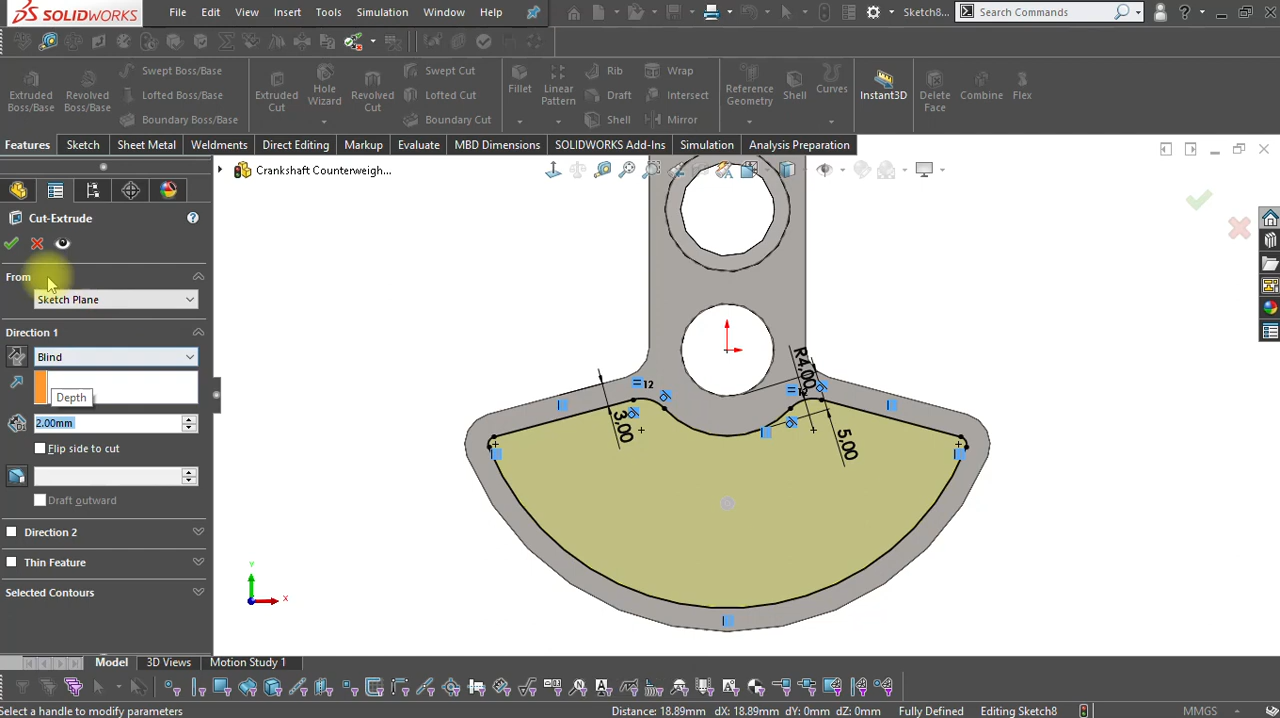 SOLIDWORKS File Edit View Insert Tools Simulation Window Help Sketch8... Search Commands ?
Extruded Boss/Base
Revolved Boss/Base
Swept Boss/Base
Lofted Boss/Base
Boundary Boss/Base
Extruded Cut
Hole Wizard
Revolved Cut
Swept Cut
Lofted Cut
Boundary Cut
Fillet
Linear Pattern
Rib
Draft
Shell
Wrap
Intersect
Mirror
Reference Geometry
Shell
Curves
Instant3D
Delete Face
Combine
Flex
Features Sketch Sheet Metal Weldments Direct Editing Markup Evaluate MBD Dimensions SOLIDWORKS Add-Ins Simulation Analysis Preparation
Crankshaft Counterweigh...
Cut-Extrude
From
Sketch Plane
Direction 1
Blind
Depth
2.00mm
Flip side to cut
Draft outward
Direction 2
Thin Feature
Selected Contours
R4,00
12
3,00
5,00
Y
X
Model 3D Views Motion Study 1
Select a handle to modify parameters Distance: 18.89mm dX: 18.89mm dY: 0mm dZ: 0mm Fully Defined Editing Sketch8 MMGS